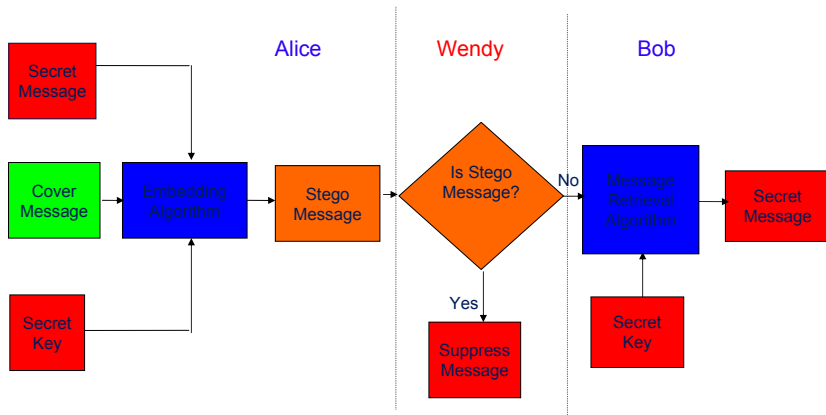 Alice
Wendy
Bob
Secret
Message
Cover
Message
Embedding
Algorithm
Stego
Message
Is Stego
Message?
No
Message
Retrieval
Algorithm
Secret
Message
Yes
Secret
Key
Suppress
Message
Secret
Key